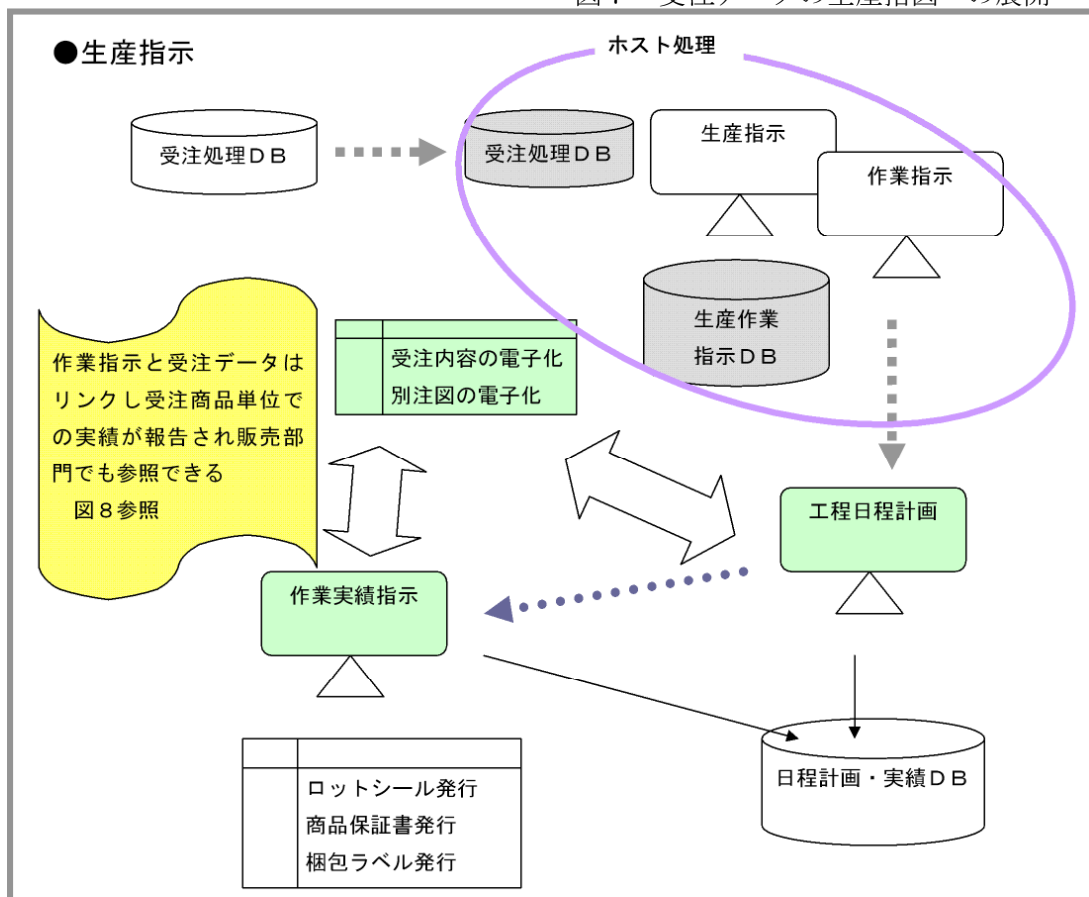 ●生産指示
ホスト処理
受注処理ＤＢ
受注処理ＤＢ
生産指示
作業指示
生産作業
指示ＤＢ
受注内容の電子化
別注図の電子化
作業指示と受注データは
リンクし受注商品単位で
の実績が報告され販売部
門でも参照できる
図８参照
工程日程計画
作業実績指示
日程計画・実績ＤＢ
ロットシール発行
商品保証書発行
梱包ラベル発行